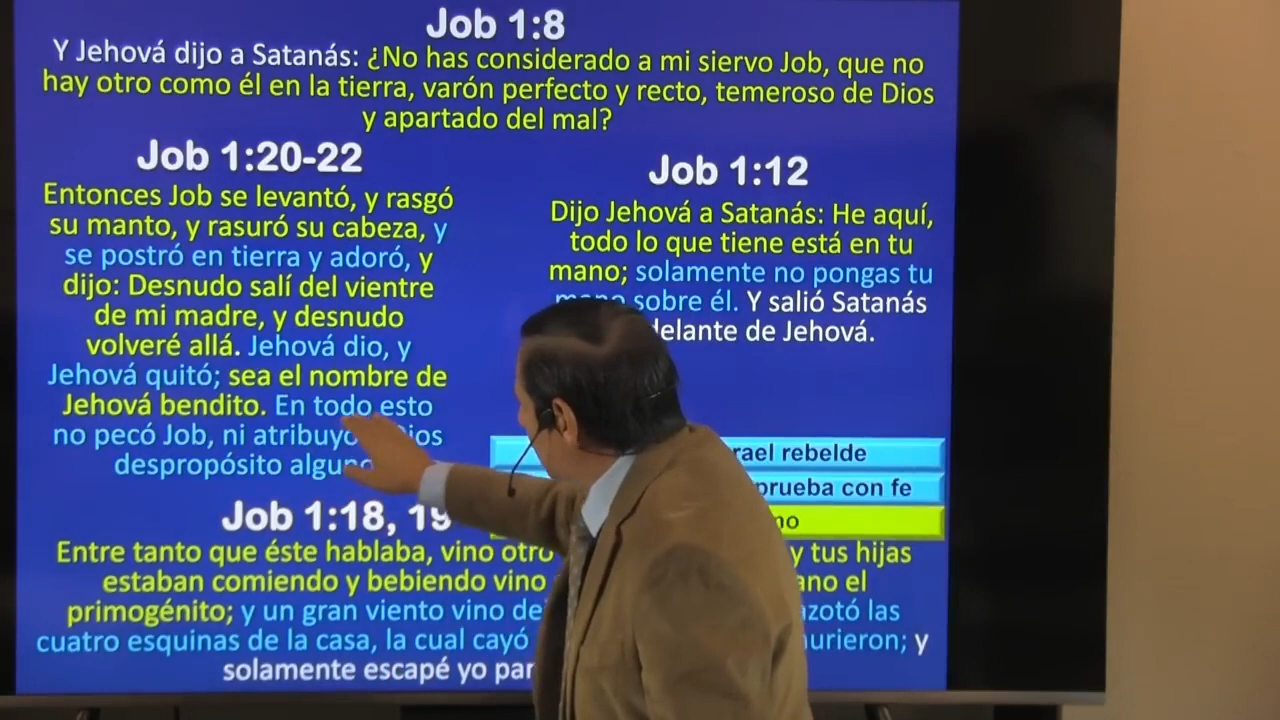 Job 1:8
Y Jehová dijo a Satanás: ¿No has considerado a mi siervo Job, que no
hay otro como él en la tierra, varón perfecto y recto, temeroso de Dios
y apartado del mal?
Job 1:20-22
Entonces Job se levantó, y rasgó
su manto, y rasuró su cabeza, y
se postró en tierra y adoró, y
dijo: Desnudo salí del vientre
de mi madre, y desnudo
volveré allá. Jehová dio, y
Jehová quitó; sea el nombre de
Jehová bendito. En todo esto
no pecó Job, ni atribuyó
despropósito
Job 1:12
Dijo Jehová a Satanás: He aquí,
todo lo que tiene está en tu
mano; solamente no pongas tu
sobre él. Y salió Satanás
delante de Jehová.
rebelde
prueba con fe
Job 1:18, 19
Entre tanto que éste hablaba, vino otro y tus hijas
estaban comiendo y bebiendo vino el
primogénito; y un gran viento vino azotó las
cuatro esquinas de la casa, la cual cayó y
solamente escapé yo